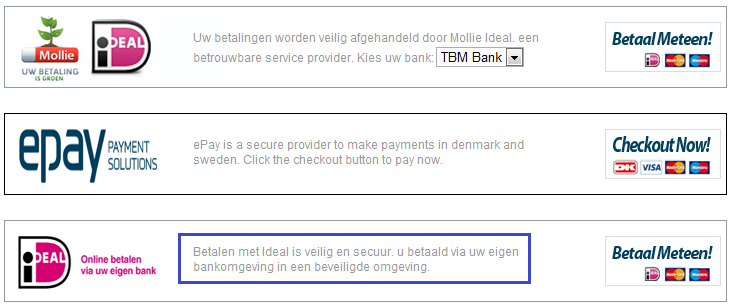 Mollie
UW BETALING
IS GROEN
iDEAL
Uw betalingen worden veilig afgehandeld door Mollie Ideal. een
betrouwbare service provider. Kies uw bank: TBM Bank
Betaal Meteen!
epay PAYMENT
SOLUTIONS
ePay is a secure provider to make payments in denmark and
sweden. Click the checkout button to pay now.
Checkout Now!
VISA
iDEAL
Online betalen
via uw eigen bank
Betalen met Ideal is veilig en secuur. u betaald via uw eigen
bankomgeving in een beveiligde omgeving.
Betaal Meteen!